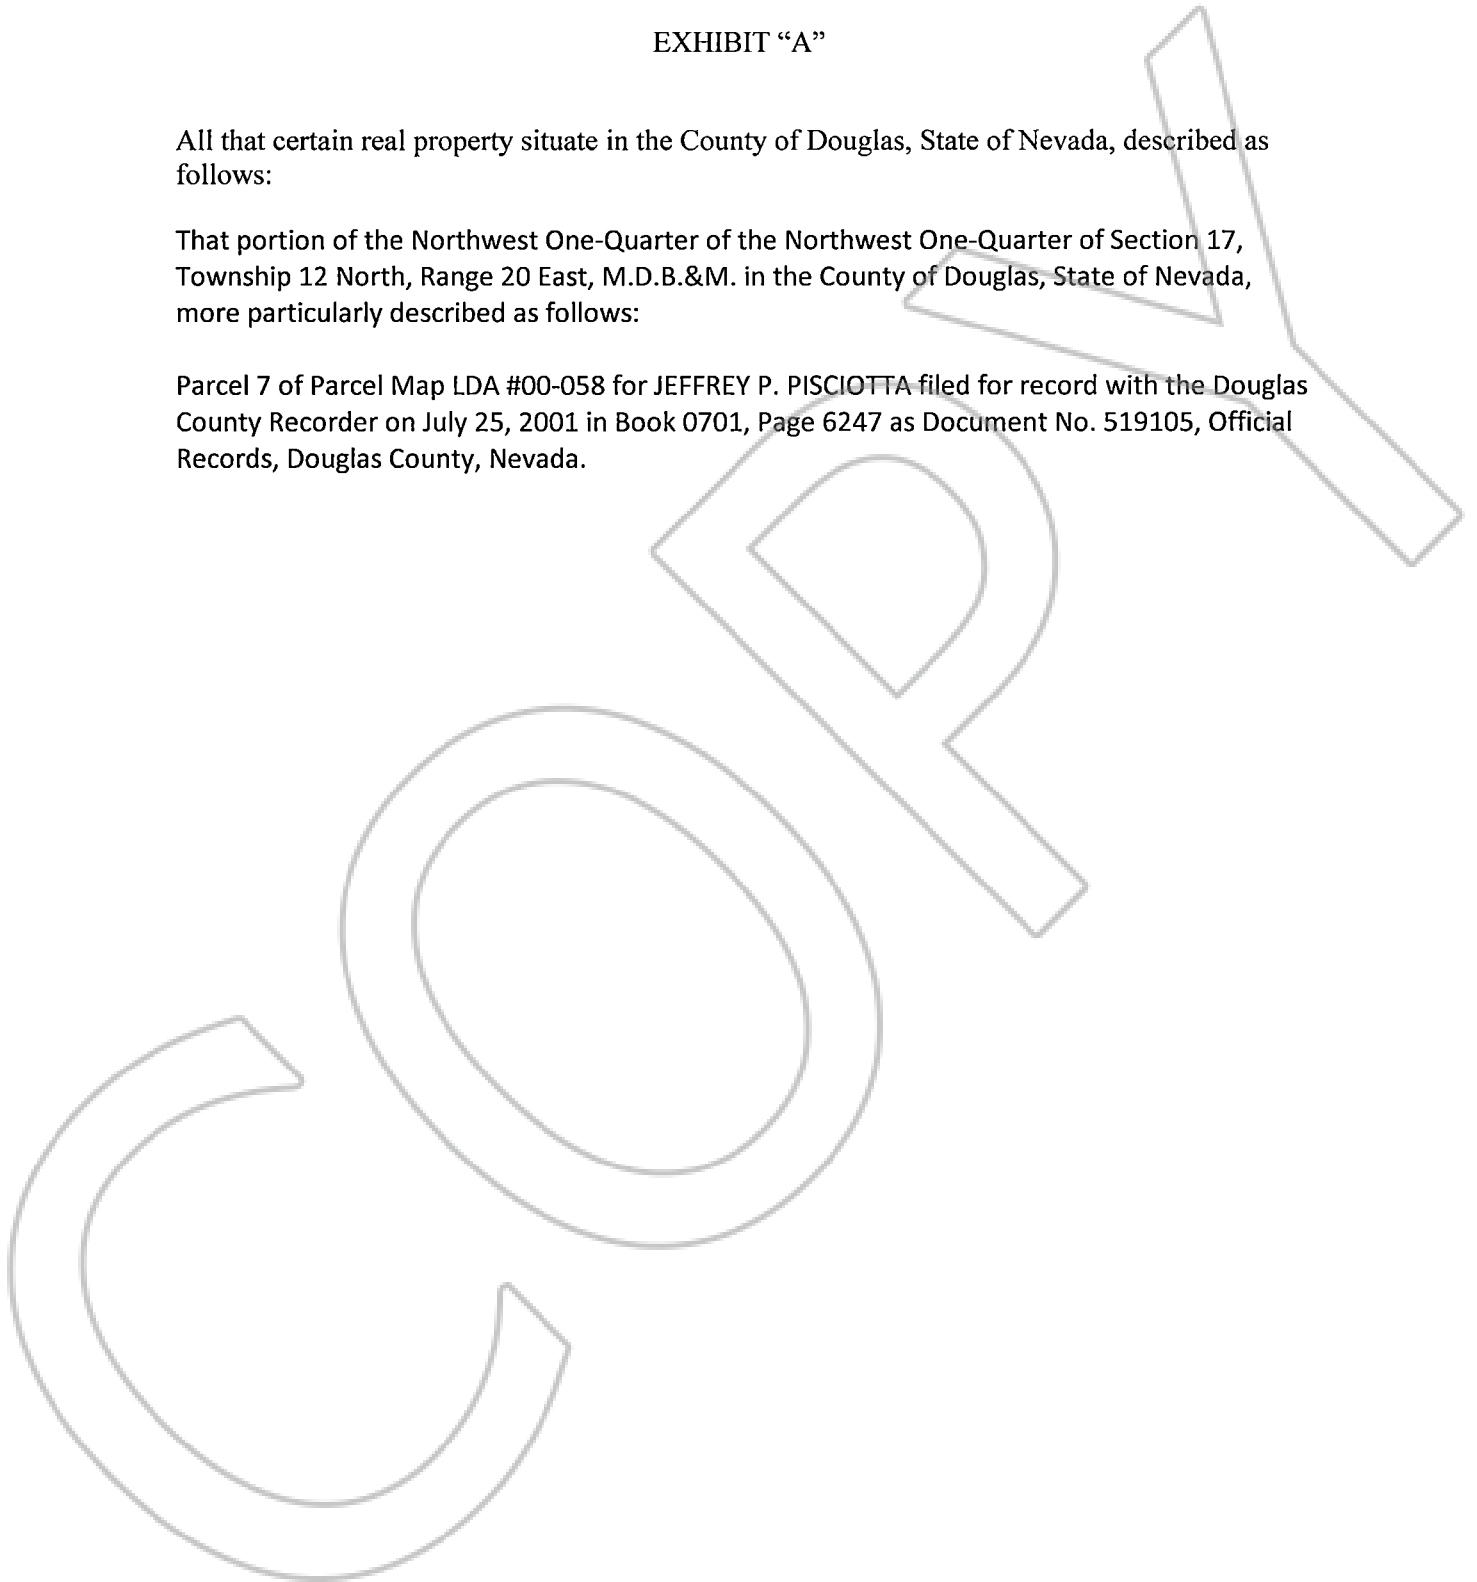 EXHIBIT “A”
All that certain real property situate in the County of Douglas, State of Nevada, described as
follows:
That portion of the Northwest One-Quarter of the Northwest One-Quarter of Section 17,
Township 12 North, Range 20 East, M.D.B.&M. in the County of Douglas, State of Nevada,
more particularly described as follows:
Parcel 7 of Parcel Map LDA #00-058 for JEFFREY P. PISCIOTTA filed for record with the Douglas
County Recorder on July 25, 2001 in Book 0701, Page 6247 as Document No. 519105, Official
Records, Douglas County, Nevada.
COPY